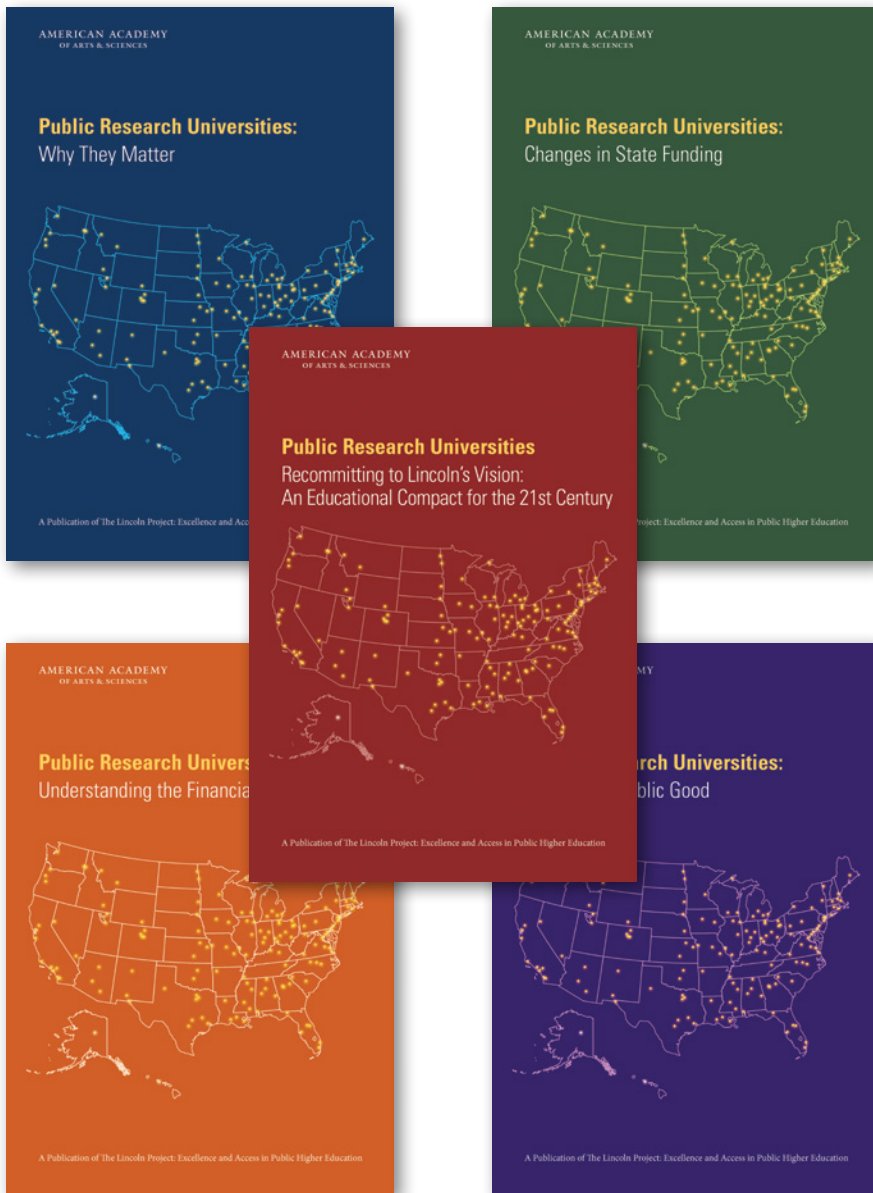 AMERICAN ACADEMY
OF ARTS & SCIENCES
Public Research Universities:
Why They Matter
A Publication of The Lincoln Project: Excellence and
AMERICAN ACADEMY
OF ARTS & SCIENCES
Public Research Universities:
Changes in State Funding
Excellence and Access in Public Higher Education
AMERICAN ACADEMY
OF ARTS & SCIENCES
Public Research Universities
Recommitting to Lincoln's Vision:
An Educational Compact for the 21st Century
A Publication of The Lincoln Project: Excellence and Access in Public Higher Education
AMERICAN ACADEMY
OF ARTS & SCIENCES
Public Research
Understanding the
A Publication of The Lincoln Project: Excellence and Access in Public Higher Education
Universities:
Good
A Publication of The Lincoln Project: Excellence and Access in Public Higher Education